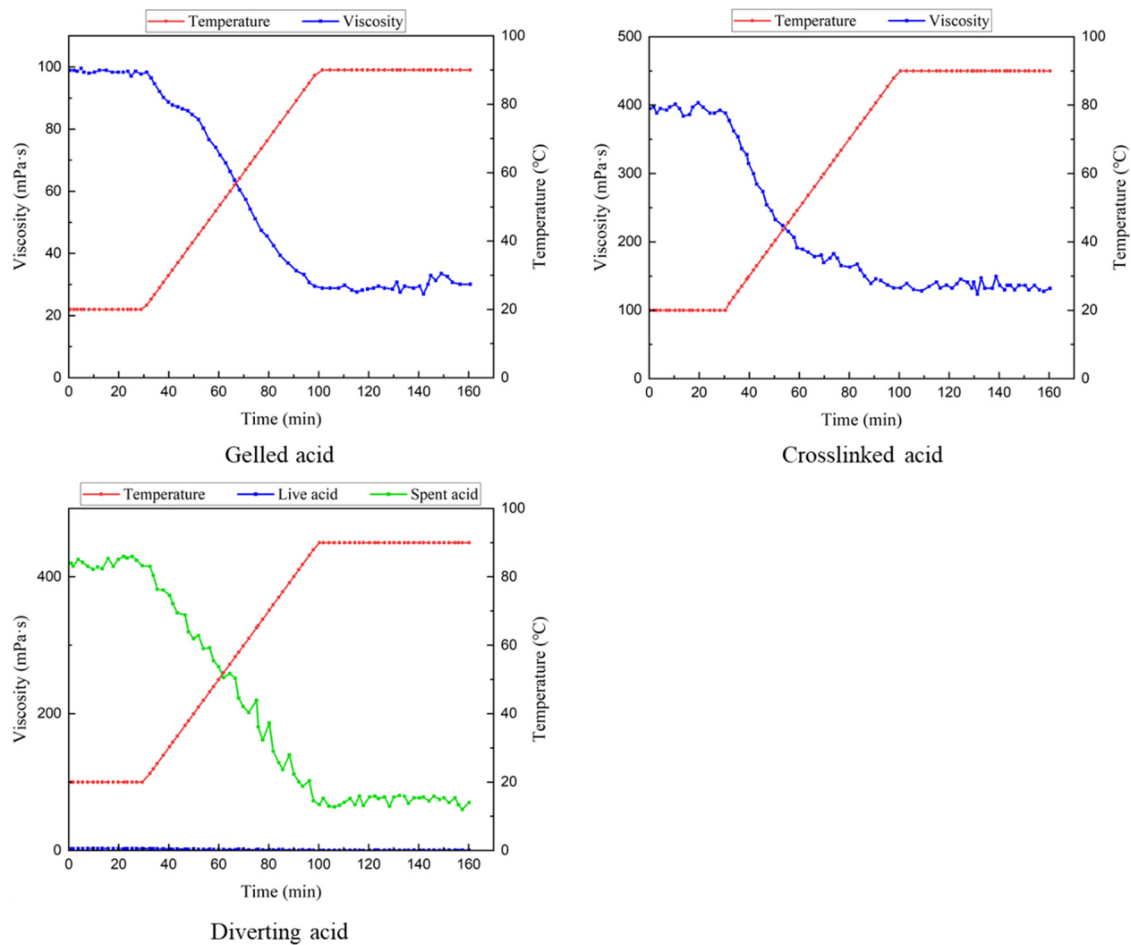 Temperature Viscosity
100
100
80
80
60
60
40
40
20
20
0
0
0 20 40 60 80 100 120 140 160
Viscosity (mPa·s)
Temperature (℃)
Time (min)
Gelled acid
Temperature Viscosity
500
100
400
80
300
60
200
40
100
20
0
0
0 20 40 60 80 100 120 140 160
Viscosity (mPa·s)
Temperature (℃)
Time (min)
Crosslinked acid
Temperature Live acid Spent acid
100
400
80
60
200
40
20
0
0
0 20 40 60 80 100 120 140 160
Viscosity (mPa·s)
Temperature (℃)
Time (min)
Diverting acid